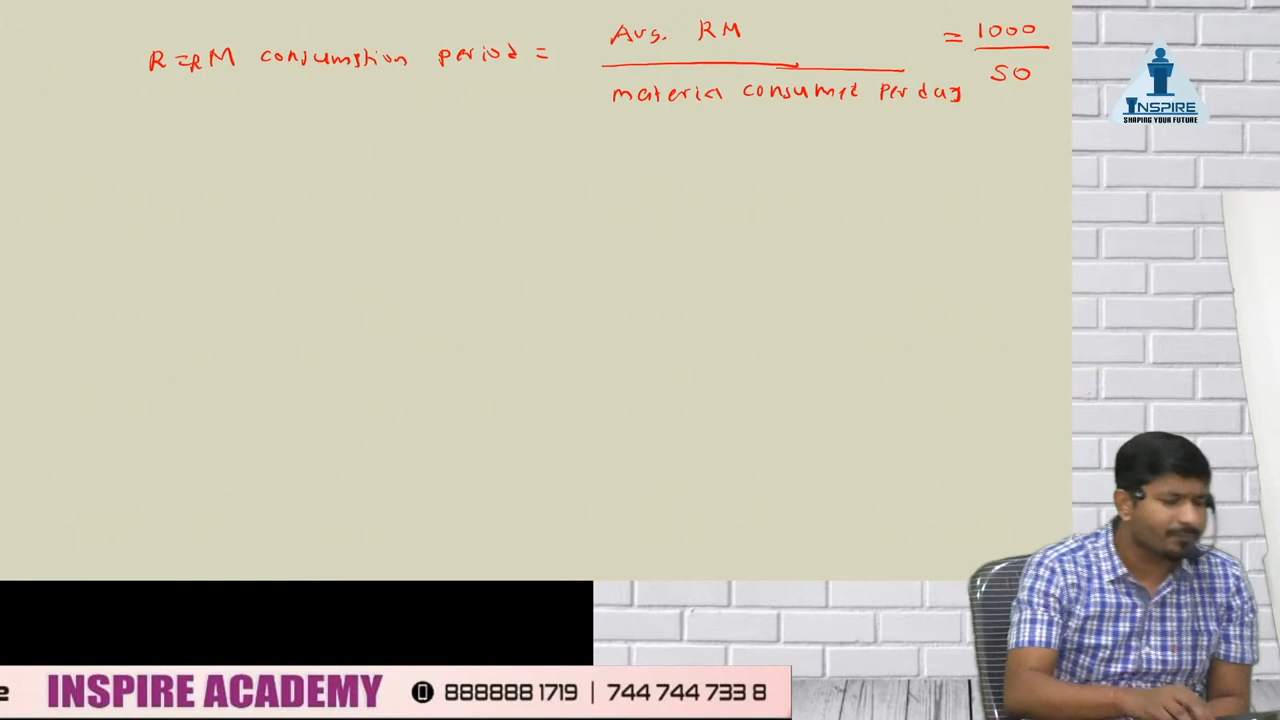 R = RM consumption period =
Avg. RM
material consumed per day
= 1000
50
INSPIRE
SHAPING YOUR FUTURE
e INSPIRE ACADEMY 888888 1719 | 744 744 733 8